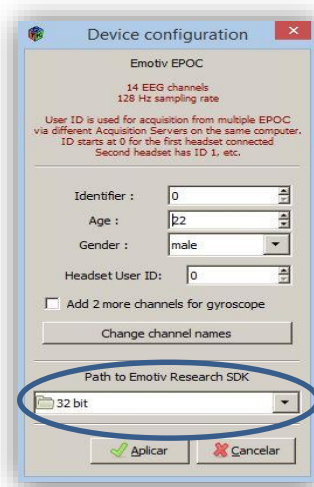 Device configuration
Emotiv EPOC
14 EEG channels
128 Hz sampling rate
User ID is used for acquisition from multiple EPOC
via different Acquisition Servers on the same computer.
ID starts at 0 for the first headset connected
Second headset has ID 1, etc.
Identifier : 0
Age : 22
Gender : male
Headset User ID: 0
Add 2 more channels for gyroscope
Change channel names
Path to Emotiv Research SDK
32 bit
Aplicar Cancelar